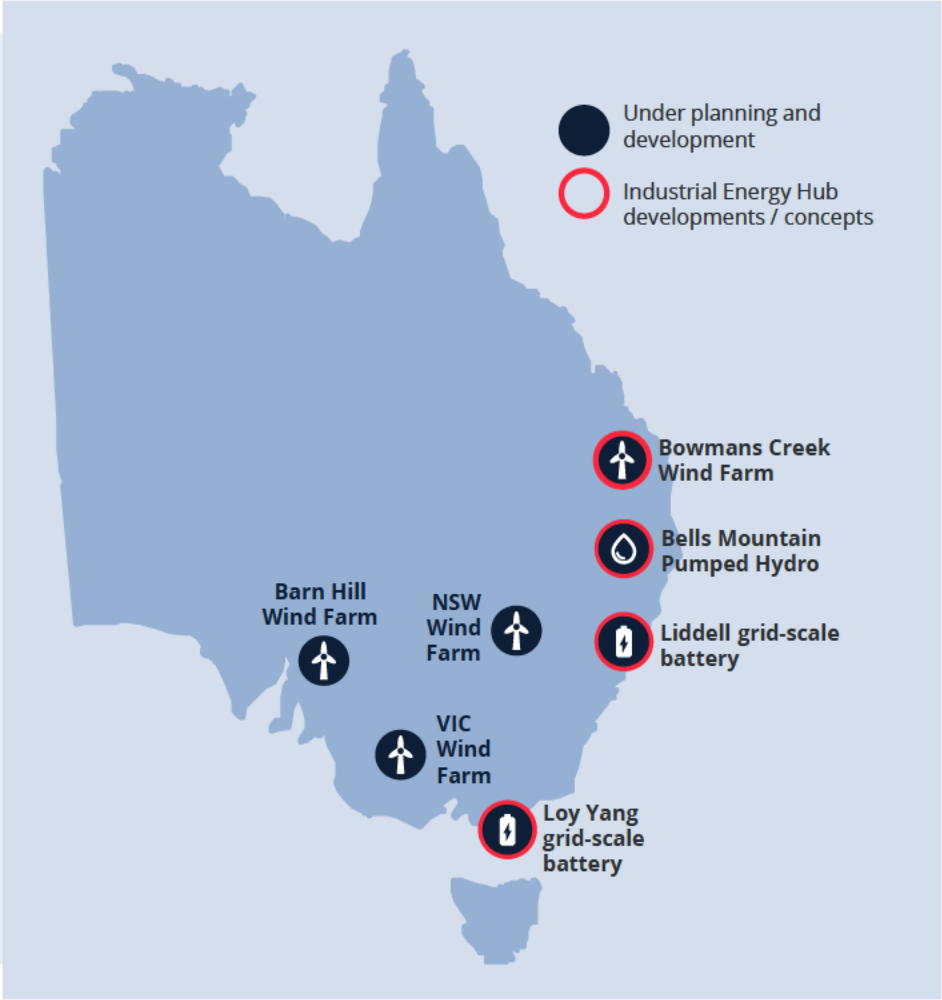 Under planning and
development
Industrial Energy Hub
developments / concepts
Bowmans Creek
Wind Farm
Bells Mountain
Pumped Hydro
Barn Hill
Wind Farm
NSW
Wind
Farm
Liddell grid-scale
battery
VIC
Wind
Farm
Loy Yang
grid-scale
battery